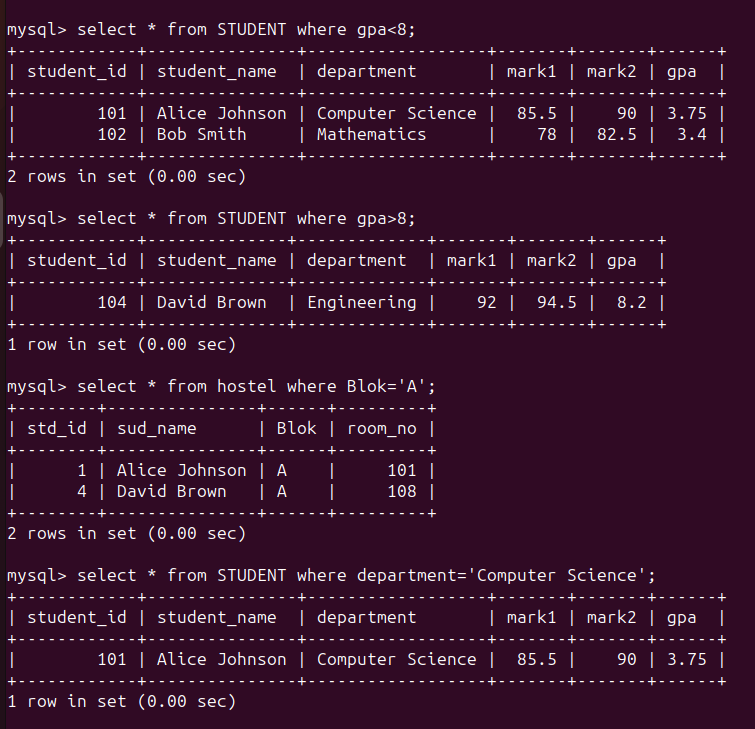 mysql> select * from STUDENT where gpa<8;
+------------+---------------+------------------+-------+-------+------+
| student_id | student_name  | department       | mark1 | mark2 | gpa  |
+------------+---------------+------------------+-------+-------+------+
|        101 | Alice Johnson | Computer Science |  85.5 |    90 | 3.75 |
|        102 | Bob Smith     | Mathematics      |    78 |  82.5 |  3.4 |
+------------+---------------+------------------+-------+-------+------+
2 rows in set (0.00 sec)

mysql> select * from STUDENT where gpa>8;
+------------+--------------+-------------+-------+-------+------+
| student_id | student_name | department  | mark1 | mark2 | gpa  |
+------------+--------------+-------------+-------+-------+------+
|        104 | David Brown  | Engineering |    92 |  94.5 |  8.2 |
+------------+--------------+-------------+-------+-------+------+
1 row in set (0.00 sec)

mysql> select * from hostel where Blok='A';
+--------+---------------+------+---------+
| std_id | sud_name      | Blok | room_no |
+--------+---------------+------+---------+
|      1 | Alice Johnson | A    |     101 |
|      4 | David Brown   | A    |     108 |
+--------+---------------+------+---------+
2 rows in set (0.00 sec)

mysql> select * from STUDENT where department='Computer Science';
+------------+---------------+------------------+-------+-------+------+
| student_id | student_name  | department       | mark1 | mark2 | gpa  |
+------------+---------------+------------------+-------+-------+------+
|        101 | Alice Johnson | Computer Science |  85.5 |    90 | 3.75 |
+------------+---------------+------------------+-------+-------+------+
1 row in set (0.00 sec)